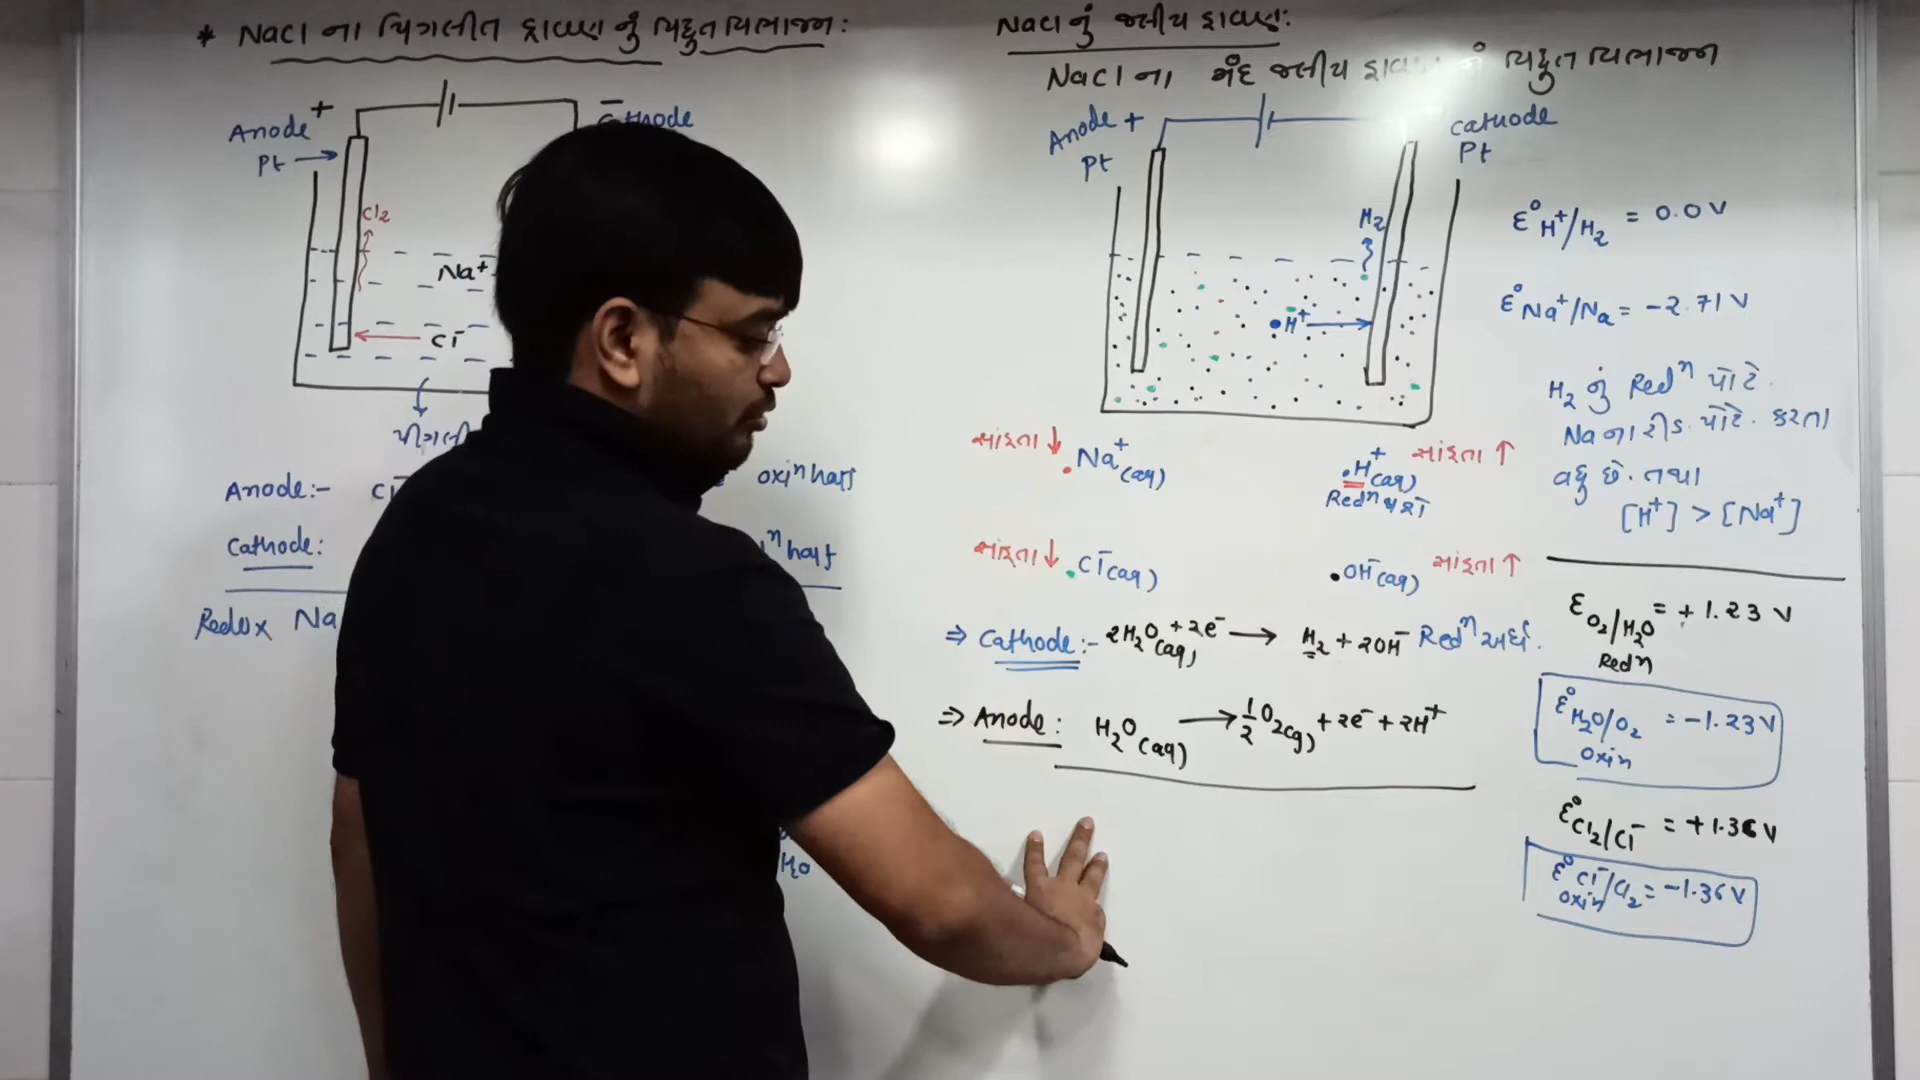 * NaCl ના પિગલીત દ્રાવણ નું વિદ્યુત વિભાજન :
Anode +
Pt →
Cathode
Cl₂
Na⁺
Cl⁻
Anode :- Cl⁻
oxiⁿ half
Cathode :
ⁿ half
Redox Na
H₂O
NaCl નું જલીય દ્રાવણ :
NaCl ના મંદ જલીય દ્રાવ નું વિદ્યુત વિભાજન
Anode +
Pt
Cathode
Pt
H₂
•H⁺ →
સાંદ્રતા ↓ •Na⁺(aq)
•H⁺(aq) સાંદ્રતા ↑
Redⁿ થશે
સાંદ્રતા ↓ •Cl⁻(aq)
•OH⁻(aq) સાંદ્રતા ↑
⇒ Cathode :- 2H₂O(aq) + 2e⁻ → H₂ + 2OH⁻ Redⁿ અર્ધ.
⇒ Anode : H₂O(aq) → 1/2 O₂(g) + 2e⁻ + 2H⁺
ε°H⁺/H₂ = 0.0 V
ε°Na⁺/Na = -2.71 V
H₂ નું Redⁿ પોટે.
Na ના રીડ. પોટે. કરતા
વધુ છે. તથા
[H⁺] > [Na⁺]
εO₂/H₂O = +1.23 V
Redⁿ
ε°H₂O/O₂ = -1.23 V
oxiⁿ
ε°Cl₂/Cl⁻ = +1.36 V
ε°Cl⁻/Cl₂ = -1.36 V
oxiⁿ